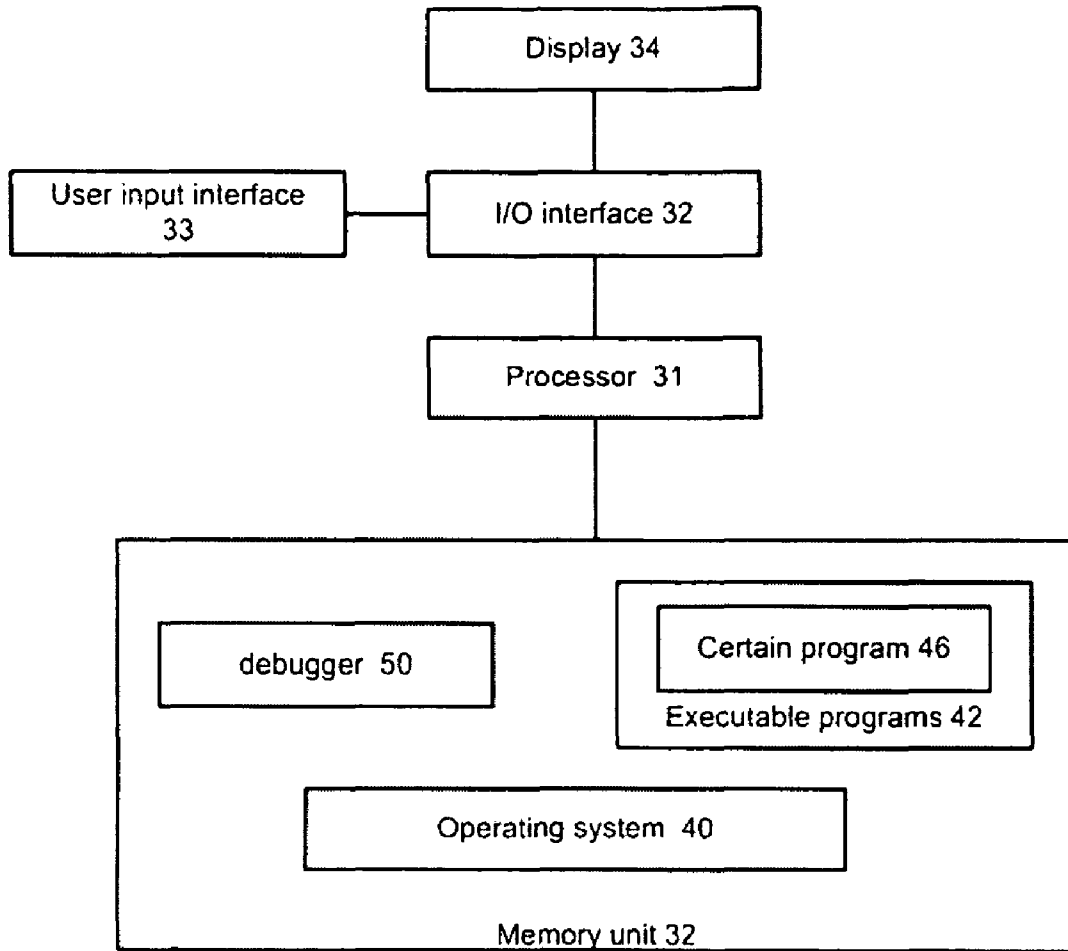 Display 34
User input interface
33
I/O interface 32
Processor 31
debugger 50
Certain program 46
Executable programs 42
Operating system 40
Memory unit 32